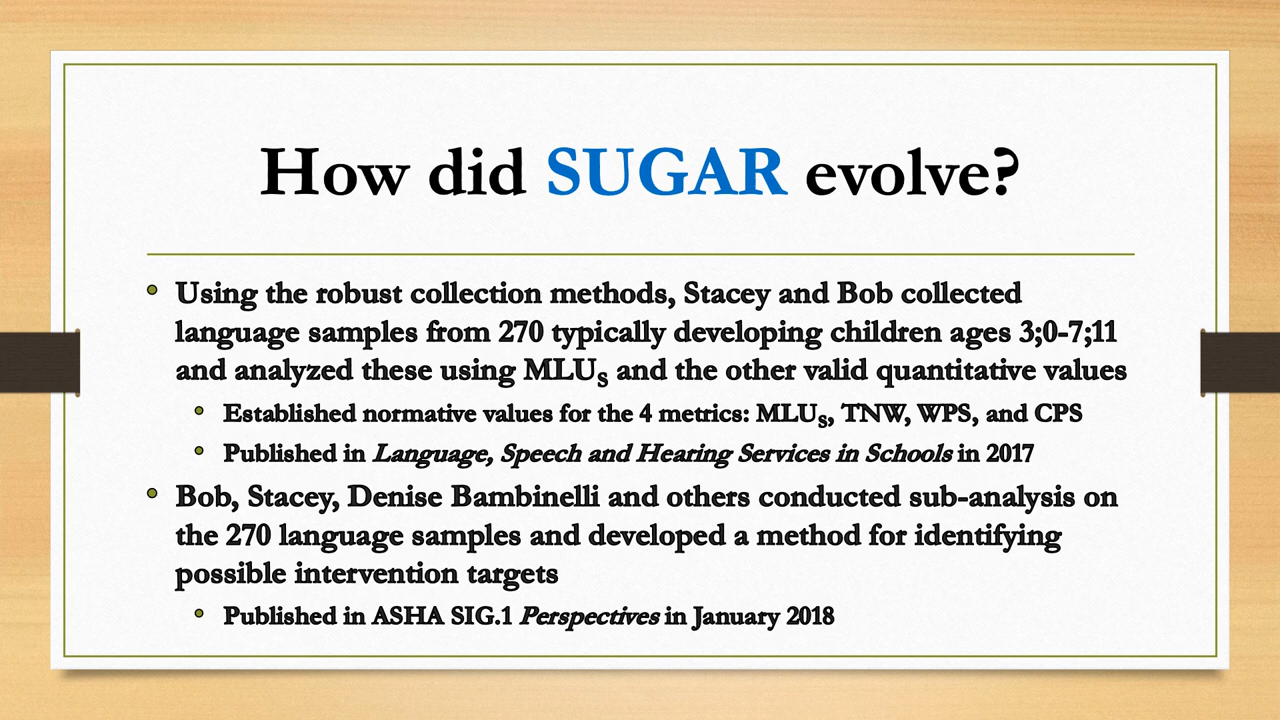 How did SUGAR evolve?
• Using the robust collection methods, Stacey and Bob collected
language samples from 270 typically developing children ages 3;0-7;11
and analyzed these using MLUS and the other valid quantitative values
• Established normative values for the 4 metrics: MLUS, TNW, WPS, and CPS
• Published in Language, Speech and Hearing Services in Schools in 2017
• Bob, Stacey, Denise Bambinelli and others conducted sub-analysis on
the 270 language samples and developed a method for identifying
possible intervention targets
• Published in ASHA SIG.1 Perspectives in January 2018